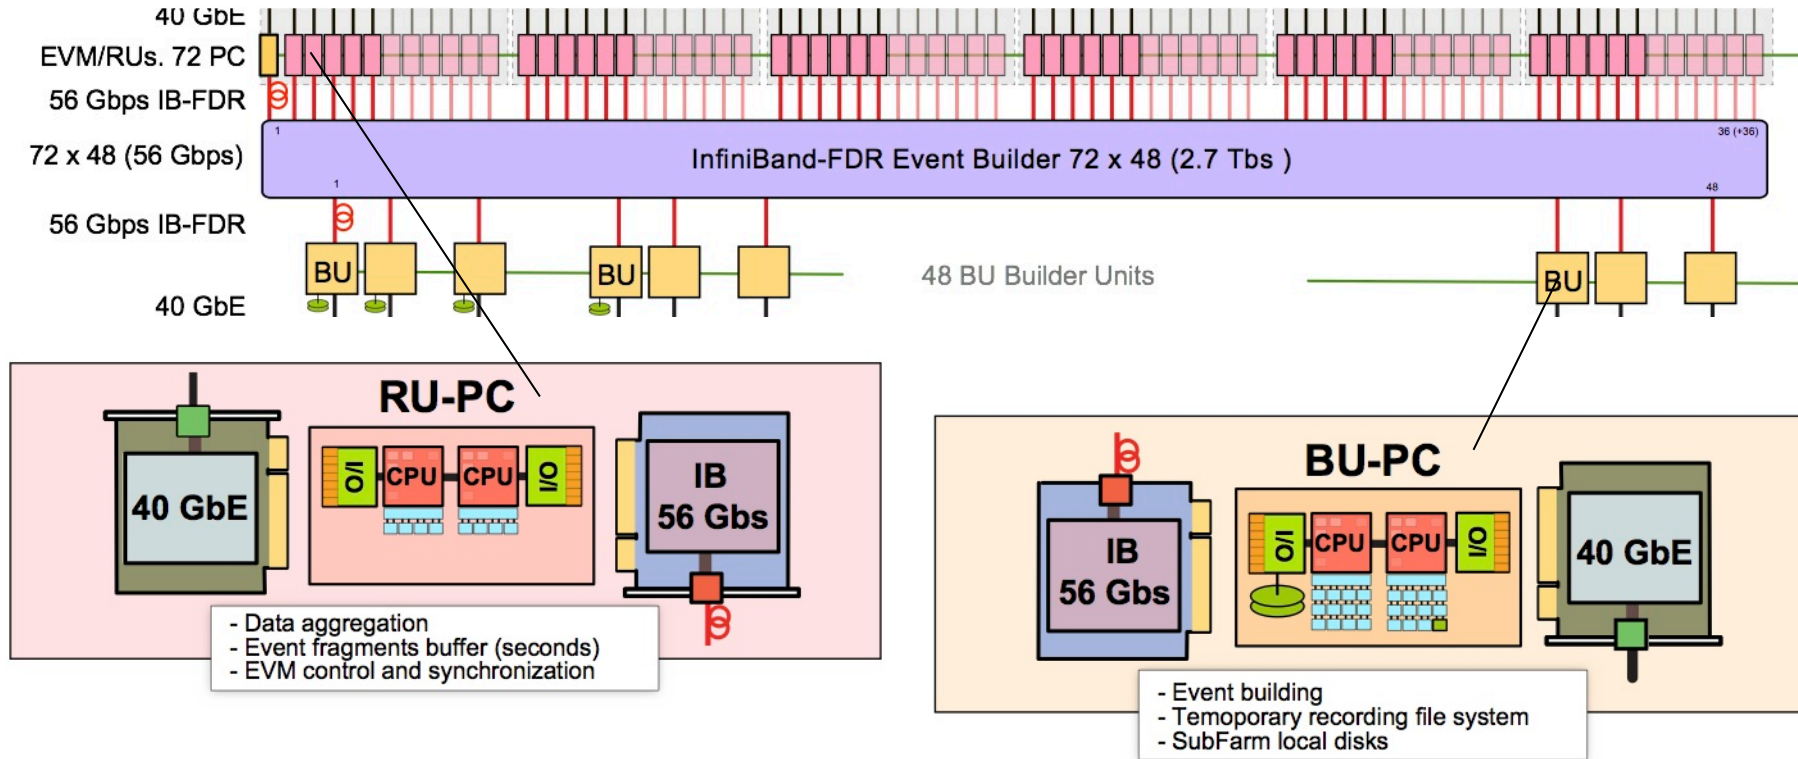 40 GbE
EVM/RUs. 72 PC
56 Gbps IB-FDR
1
36 (+36)
72 x 48 (56 Gbps)
InfiniBand-FDR Event Builder 72 x 48 (2.7 Tbs )
1
48
56 Gbps IB-FDR
BU
BU
48 BU Builder Units
BU
40 GbE
RU-PC
40 GbE
I/O
CPU
CPU
I/O
IB
56 Gbs
- Data aggregation
- Event fragments buffer (seconds)
- EVM control and synchronization
BU-PC
IB
56 Gbs
I/O
CPU
CPU
I/O
40 GbE
- Event building
- Temoporary recording file system
- SubFarm local disks